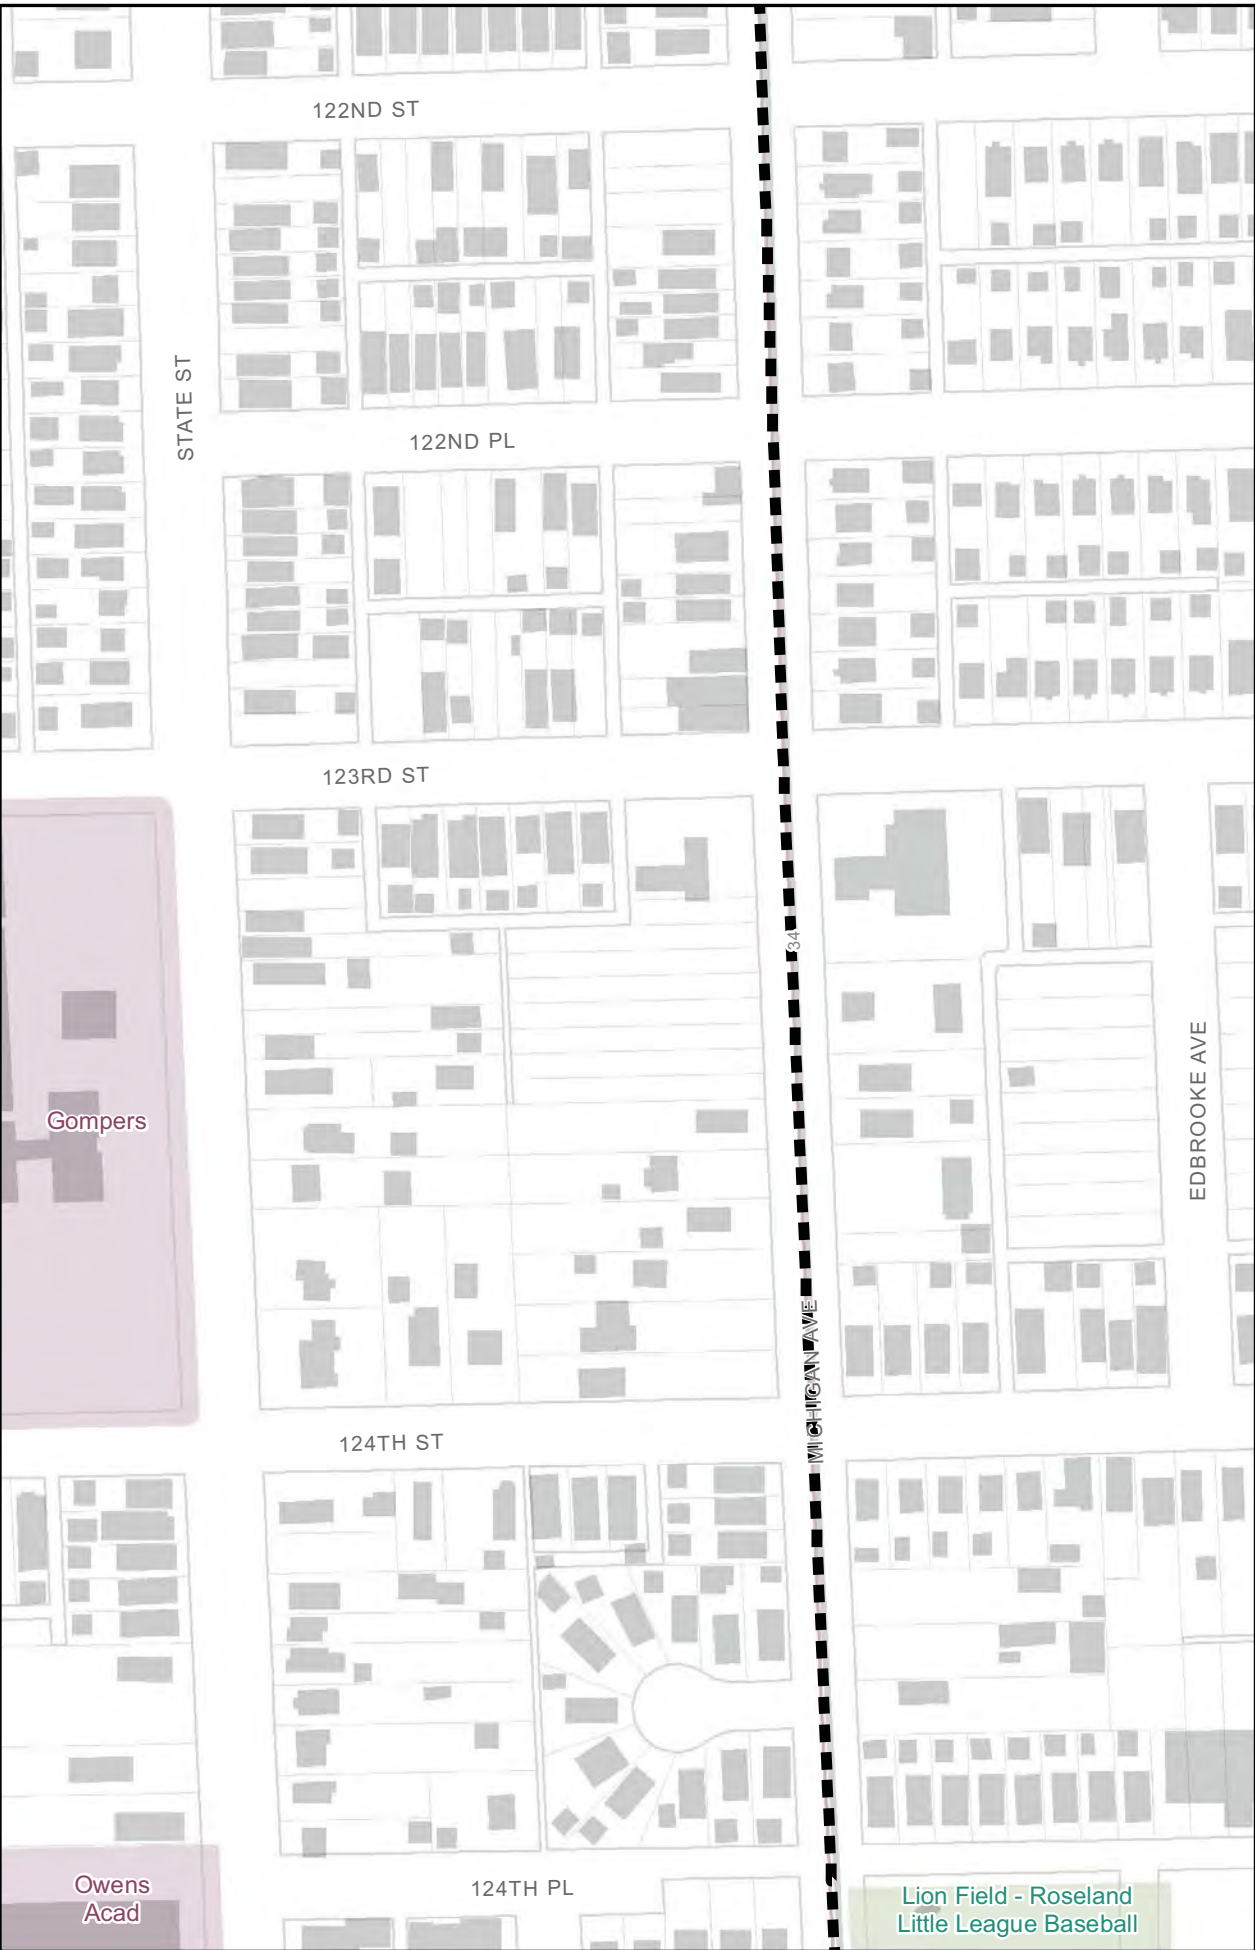 122ND ST
STATE ST
122ND PL
123RD ST
34
EDBROOKE AVE
Gompers
MICHIGAN AVE
124TH ST
124TH PL
Owens
Acad
Lion Field - Roseland
Little League Baseball